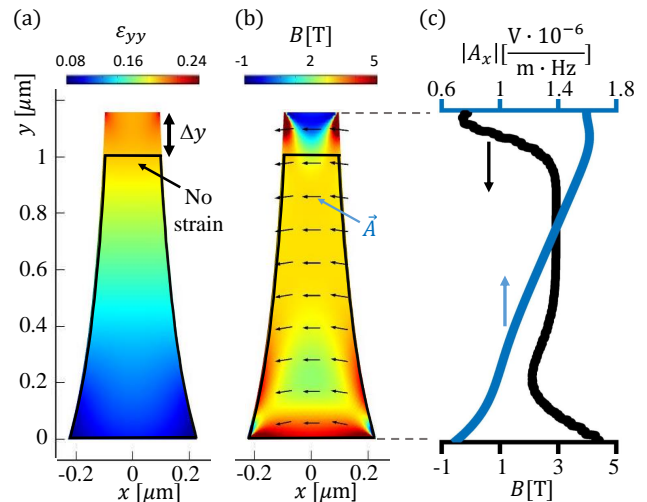 (a)
ε_yy
0.08 0.16 0.24
y [μm]
1
0.8
0.6
0.4
0.2
0
Δy
No
strain
-0.2 0 0.2
x [μm]
(b)
B[T]
-1 2 5
A⃗
-0.2 0 0.2
x [μm]
(c)
|A_x|[V · 10⁻⁶ / m · Hz]
0.6 1 1.4 1.8
-1 1 3 5
B[T]